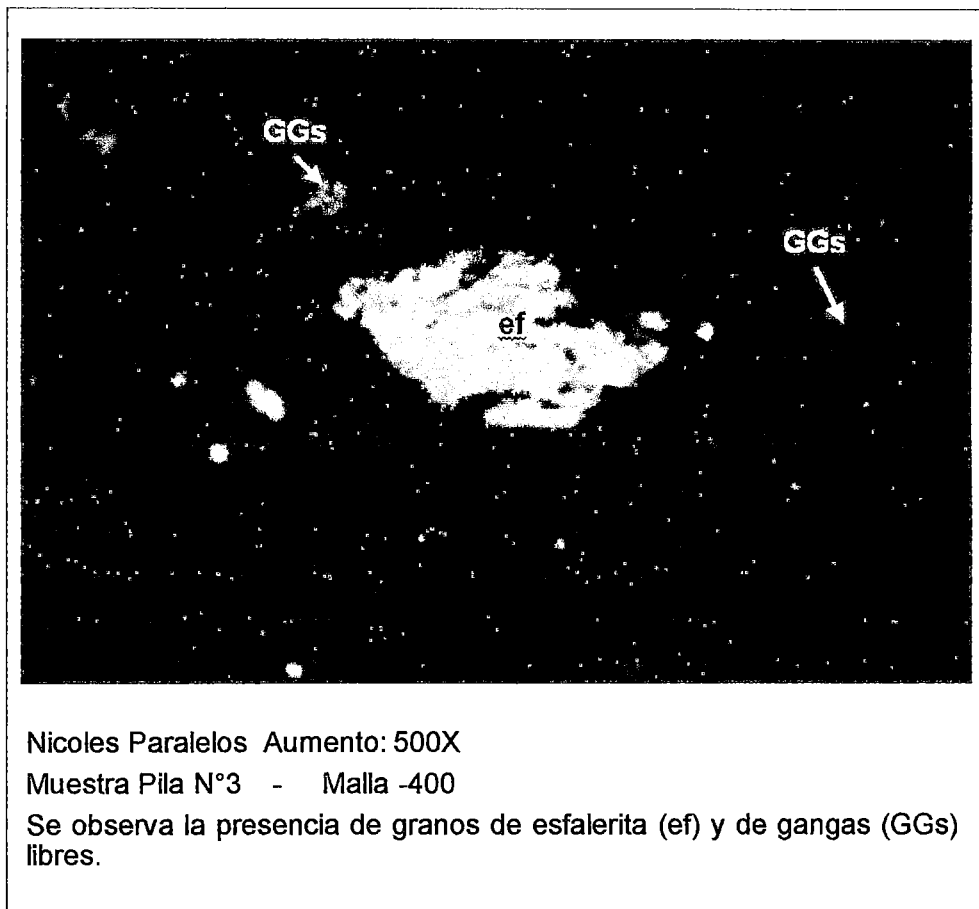 GGs
GGs
ef
Nicoles Paralelos Aumento: 500X
Muestra Pila N°3 - Malla -400
Se observa la presencia de granos de esfalerita (ef) y de gangas (GGs)
libres.